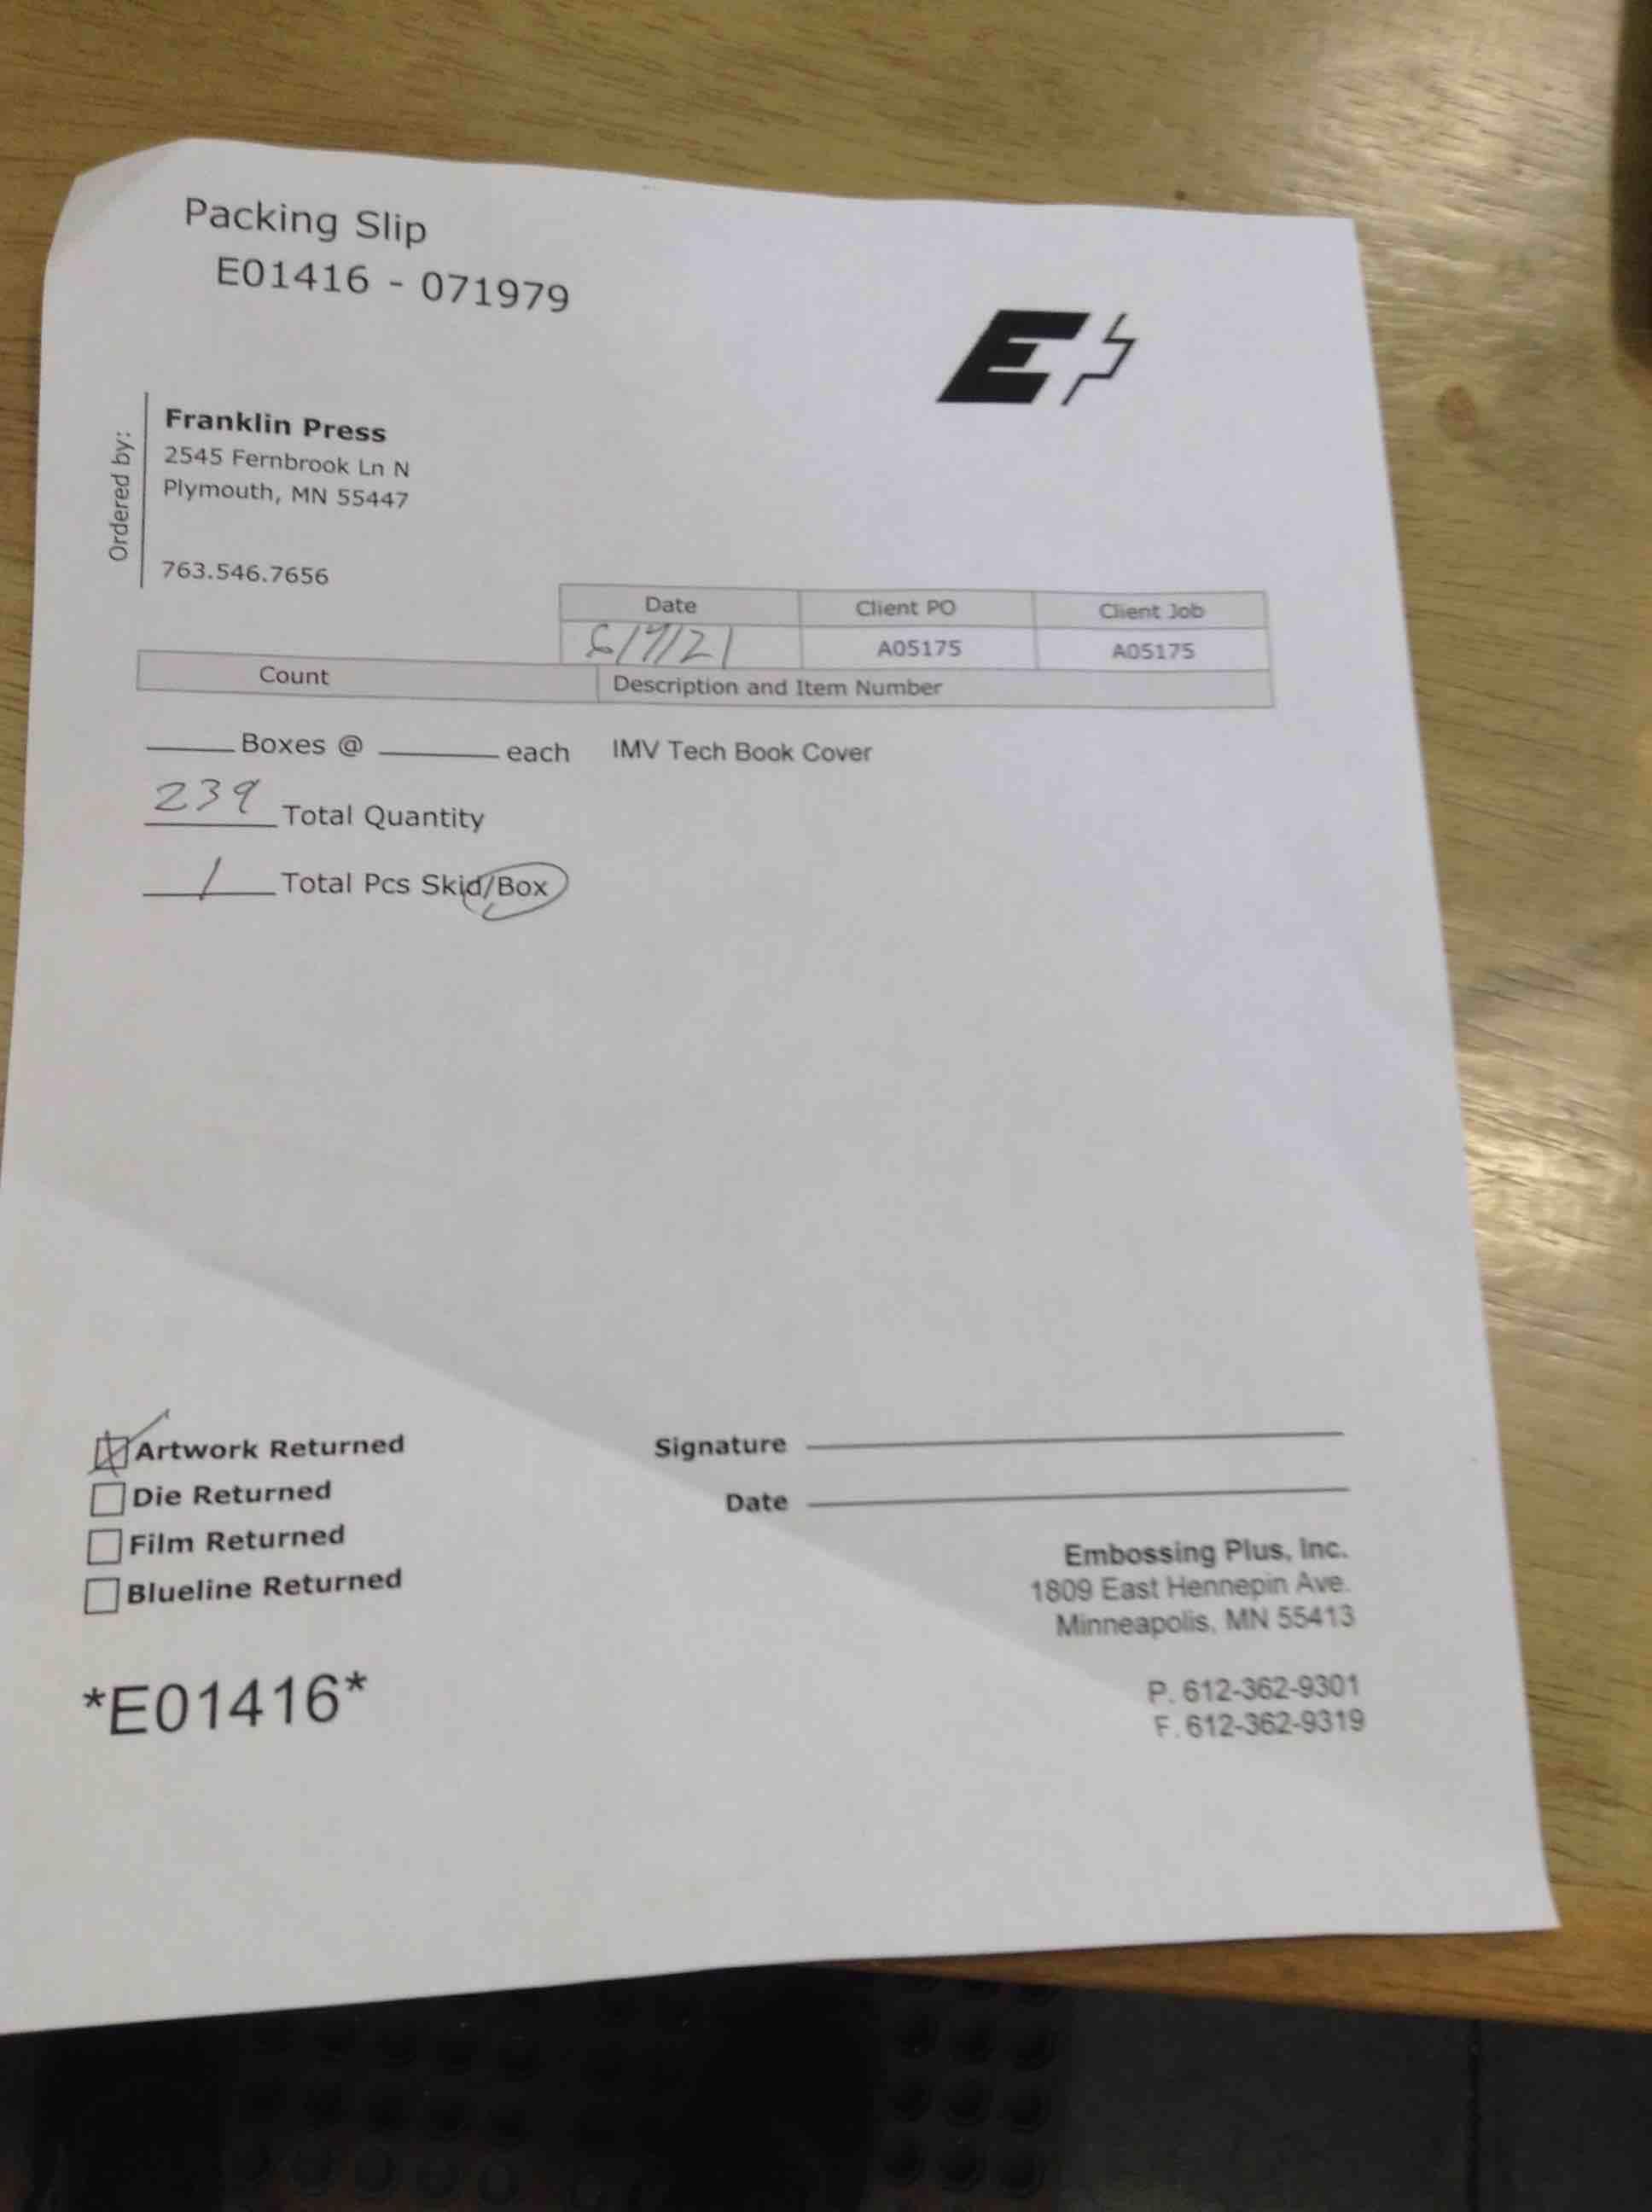 Packing Slip
E01416 - 071979
E
Ordered by:
Franklin Press
2545 Fernbrook Ln N
Plymouth, MN 55447
763.546.7656
Date Client PO Client Job
A05175 A05175
Count Description and Item Number
____ Boxes @ ____ each IMV Tech Book Cover
239 Total Quantity
1 Total Pcs Skid/Box
Artwork Returned
Die Returned
Film Returned
Blueline Returned
Signature
Date
Embossing Plus, Inc.
1809 East Hennepin Ave.
Minneapolis, MN 55413
P. 612-362-9301
F. 612-362-9319
*E01416*